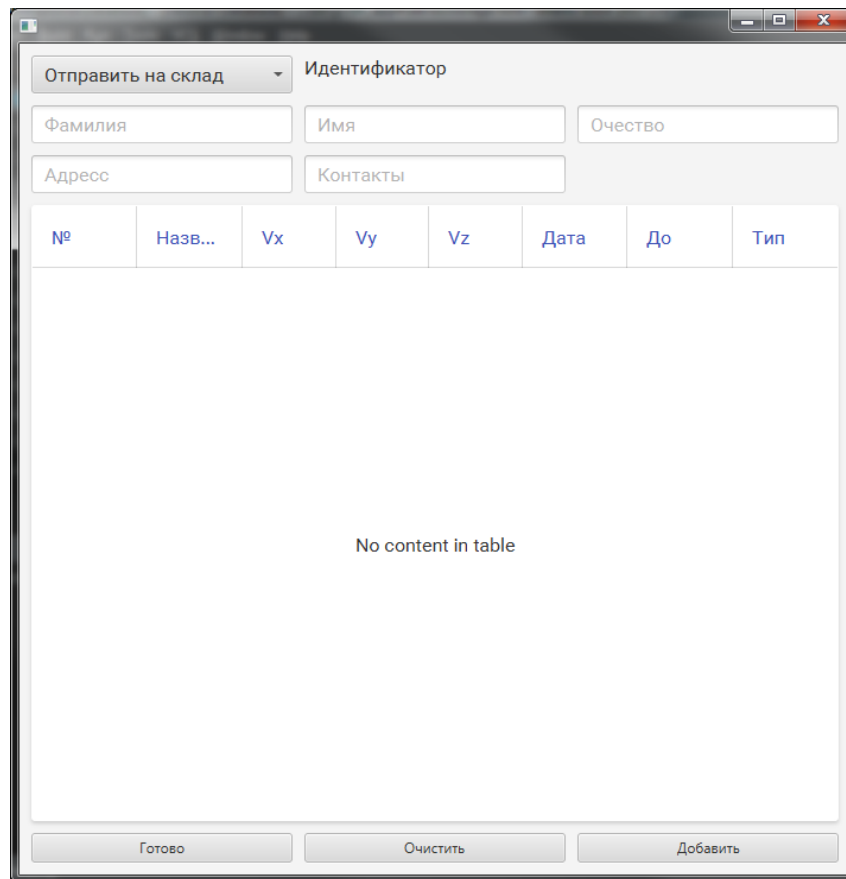 Отправить на склад Идентификатор
Фамилия Имя Очество
Адресс Контакты
№ Назв... Vx Vy Vz Дата До Тип
No content in table
Готово Очистить Добавить